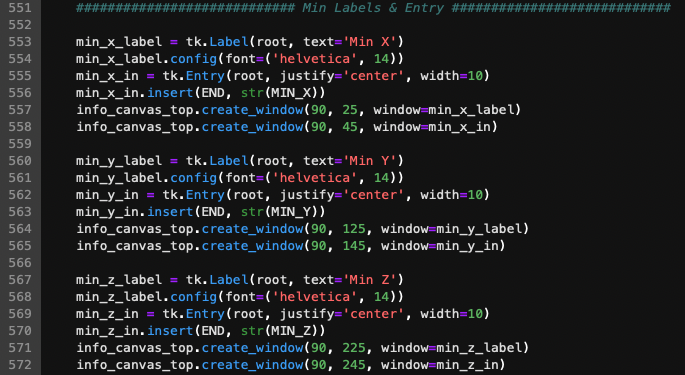 551 ############################ Min Labels & Entry ############################
552
553 min_x_label = tk.Label(root, text='Min X')
554 min_x_label.config(font=('helvetica', 14))
555 min_x_in = tk.Entry(root, justify='center', width=10)
556 min_x_in.insert(END, str(MIN_X))
557 info_canvas_top.create_window(90, 25, window=min_x_label)
558 info_canvas_top.create_window(90, 45, window=min_x_in)
559
560 min_y_label = tk.Label(root, text='Min Y')
561 min_y_label.config(font=('helvetica', 14))
562 min_y_in = tk.Entry(root, justify='center', width=10)
563 min_y_in.insert(END, str(MIN_Y))
564 info_canvas_top.create_window(90, 125, window=min_y_label)
565 info_canvas_top.create_window(90, 145, window=min_y_in)
566
567 min_z_label = tk.Label(root, text='Min Z')
568 min_z_label.config(font=('helvetica', 14))
569 min_z_in = tk.Entry(root, justify='center', width=10)
570 min_z_in.insert(END, str(MIN_Z))
571 info_canvas_top.create_window(90, 225, window=min_z_label)
572 info_canvas_top.create_window(90, 245, window=min_z_in)